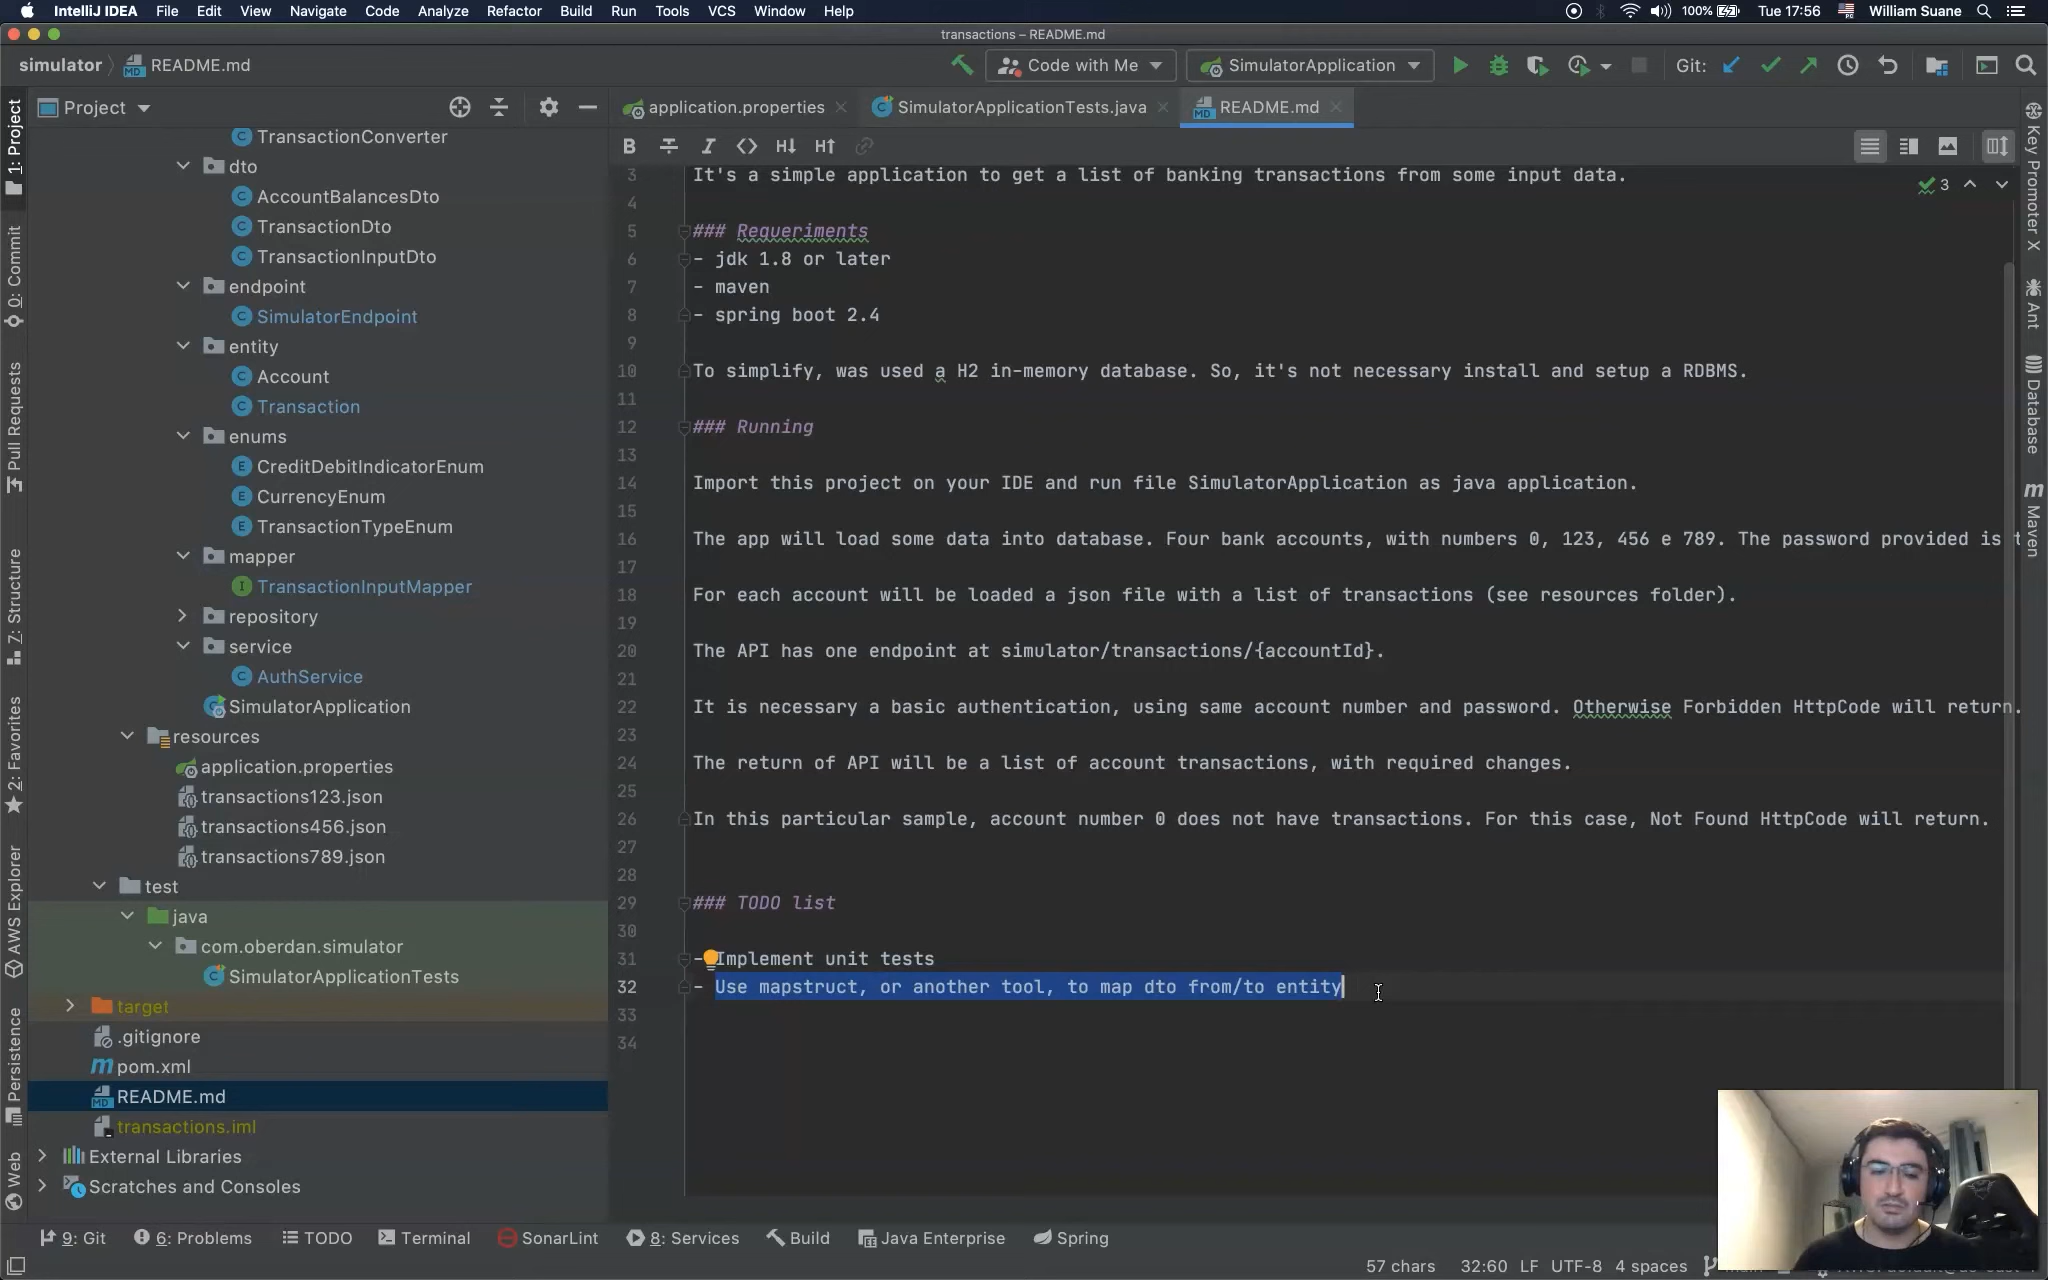 IntelliJ IDEA File Edit View Navigate Code Analyze Refactor Build Run Tools VCS Window Help 100% Tue 17:56 William Suane
transactions – README.md
simulator README.md Code with Me SimulatorApplication Git:
Project
application.properties SimulatorApplicationTests.java README.md
B I <> H↓ H↑
1: Project
0: Commit
Pull Requests
7: Structure
2: Favorites
AWS Explorer
Persistence
Web
TransactionConverter
dto
AccountBalancesDto
TransactionDto
TransactionInputDto
endpoint
SimulatorEndpoint
entity
Account
Transaction
enums
CreditDebitIndicatorEnum
CurrencyEnum
TransactionTypeEnum
mapper
TransactionInputMapper
repository
service
AuthService
SimulatorApplication
resources
application.properties
transactions123.json
transactions456.json
transactions789.json
test
java
com.oberdan.simulator
SimulatorApplicationTests
target
.gitignore
pom.xml
README.md
transactions.iml
External Libraries
Scratches and Consoles
3 It's a simple application to get a list of banking transactions from some input data.
4
5 ### Requeriments
6 - jdk 1.8 or later
7 - maven
8 - spring boot 2.4
9
10 To simplify, was used a H2 in-memory database. So, it's not necessary install and setup a RDBMS.
11
12 ### Running
13
14 Import this project on your IDE and run file SimulatorApplication as java application.
15
16 The app will load some data into database. Four bank accounts, with numbers 0, 123, 456 e 789. The password provided is t
17
18 For each account will be loaded a json file with a list of transactions (see resources folder).
19
20 The API has one endpoint at simulator/transactions/{accountId}.
21
22 It is necessary a basic authentication, using same account number and password. Otherwise Forbidden HttpCode will return.
23
24 The return of API will be a list of account transactions, with required changes.
25
26 In this particular sample, account number 0 does not have transactions. For this case, Not Found HttpCode will return.
27
28
29 ### TODO list
30
31 - Implement unit tests
32 - Use mapstruct, or another tool, to map dto from/to entity
33
34
3
Key Promoter X
Ant
Database
Maven
9: Git 6: Problems TODO Terminal SonarLint 8: Services Build Java Enterprise Spring
57 chars 32:60 LF UTF-8 4 spaces